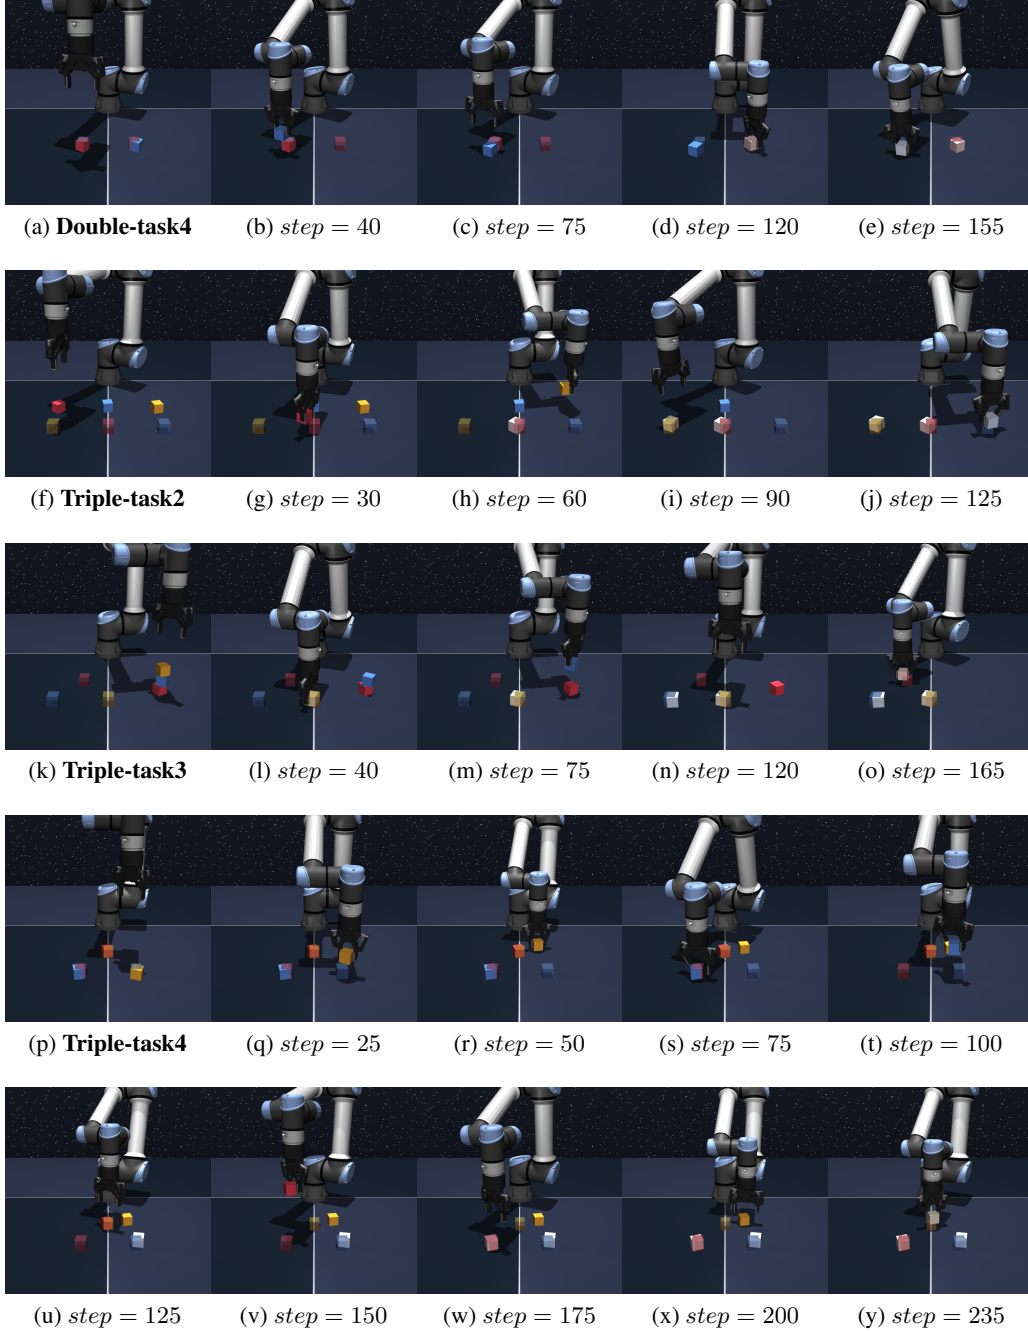 (a) Double-task4 (b) step = 40 (c) step = 75 (d) step = 120 (e) step = 155
(f) Triple-task2 (g) step = 30 (h) step = 60 (i) step = 90 (j) step = 125
(k) Triple-task3 (l) step = 40 (m) step = 75 (n) step = 120 (o) step = 165
(p) Triple-task4 (q) step = 25 (r) step = 50 (s) step = 75 (t) step = 100
(u) step = 125 (v) step = 150 (w) step = 175 (x) step = 200 (y) step = 235